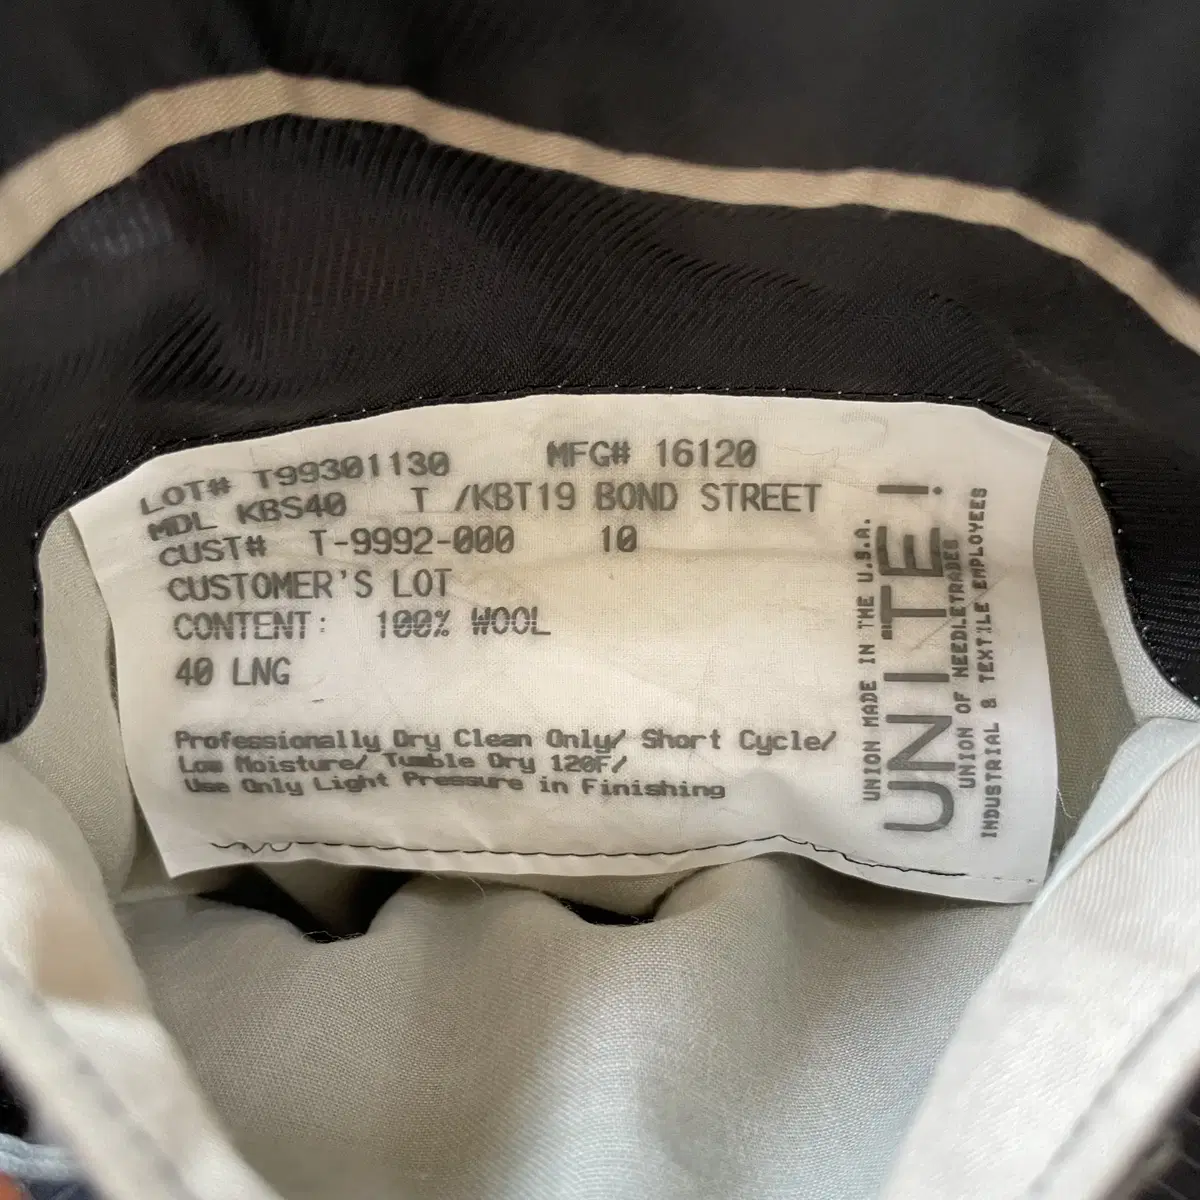 LOT# T99301130 MFG# 16120
MDL KBS40 T /KBT19 BOND STREET
CUST# T-9992-000 10
CUSTOMER'S LOT
CONTENT: 100% WOOL
40 LNG
Professionally Dry Clean Only/ Short Cycle/
Low Moisture/ Tumble Dry 120F/
Use Only Light Pressure in Finishing
UNION MADE IN THE U.S.A.
UNITE!
UNION OF NEEDLETRADES
INDUSTRIAL & TEXTILE EMPLOYEES